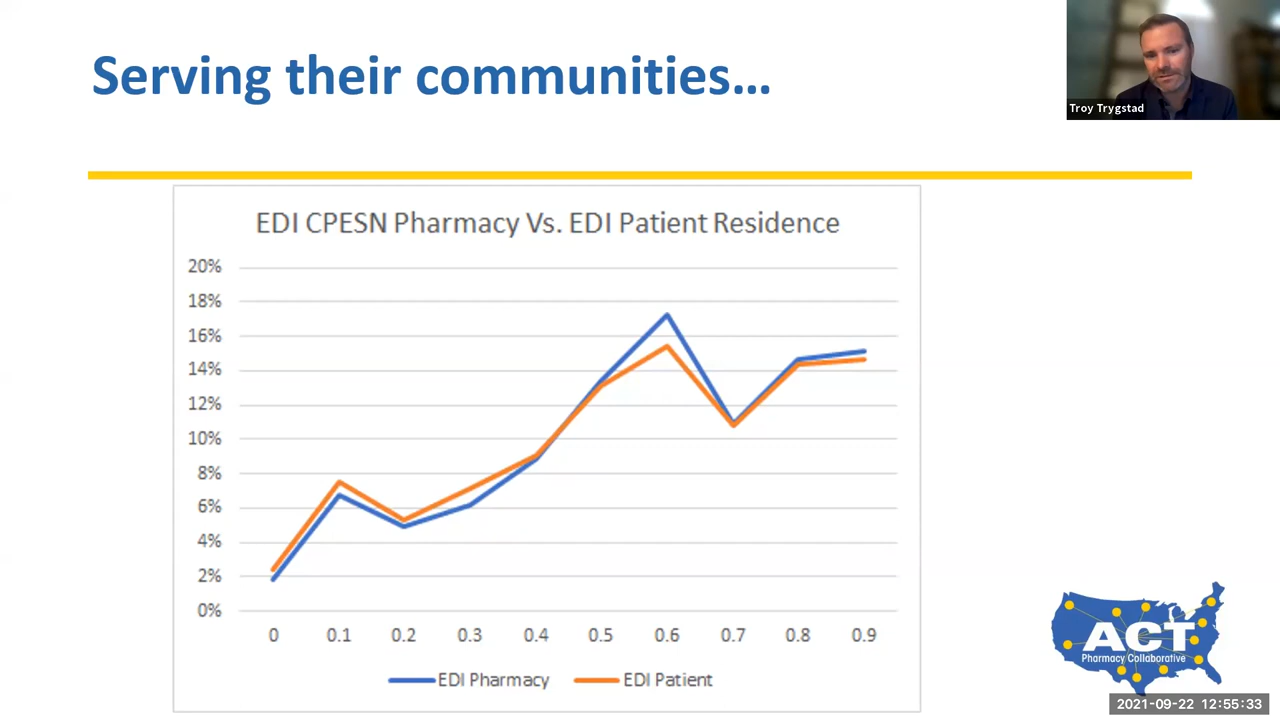 Serving their communities...
Troy Trygstad
EDI CPESN Pharmacy Vs. EDI Patient Residence
20%
18%
16%
14%
12%
10%
8%
6%
4%
2%
0%
0 0.1 0.2 0.3 0.4 0.5 0.6 0.7 0.8 0.9
EDI Pharmacy EDI Patient
ACT
Pharmacy Collaborative
2021-09-22 12:55:33